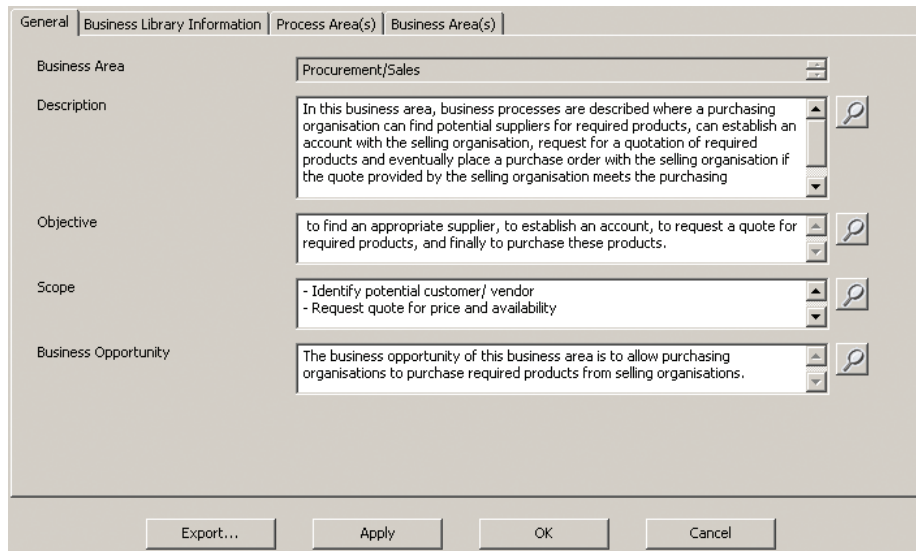 General Business Library Information Process Area(s) Business Area(s)
Business Area
Procurement/Sales
Description
In this business area, business processes are described where a purchasing
organisation can find potential suppliers for required products, can establish an
account with the selling organisation, request for a quotation of required
products and eventually place a purchase order with the selling organisation if
the quote provided by the selling organisation meets the purchasing
Objective
to find an appropriate supplier, to establish an account, to request a quote for
required products, and finally to purchase these products.
Scope
- Identify potential customer/ vendor
- Request quote for price and availability
Business Opportunity
The business opportunity of this business area is to allow purchasing
organisations to purchase required products from selling organisations.
Export... Apply OK Cancel